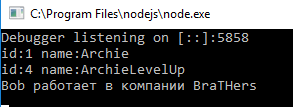 C:\Program Files\nodejs\node.exe
Debugger listening on [::]:5858
id:1 name:Archie
id:4 name:ArchieLevelUp
Bob работает в компании BraTHers